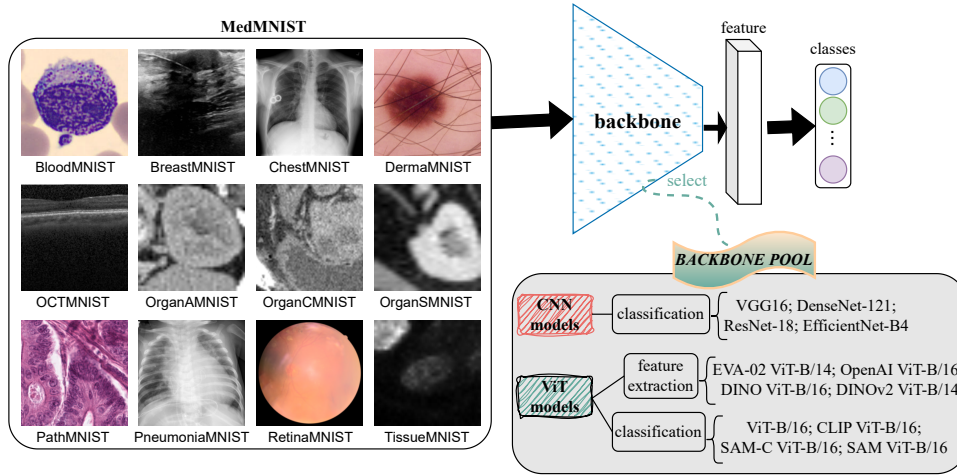 MedMNIST
BloodMNIST
BreastMNIST
ChestMNIST
DermaMNIST
OCTMNIST
OrganAMNIST
OrganCMNIST
OrganSMNIST
PathMNIST
PneumoniaMNIST
RetinaMNIST
TissueMNIST
backbone
feature
classes
select
BACKBONE POOL
CNN
models
classification
VGG16; DenseNet-121;
ResNet-18; EfficientNet-B4
ViT
models
feature
extraction
EVA-02 ViT-B/14; OpenAI ViT-B/16
DINO ViT-B/16; DINOv2 ViT-B/14
classification
ViT-B/16; CLIP ViT-B/16;
SAM-C ViT-B/16; SAM ViT-B/16